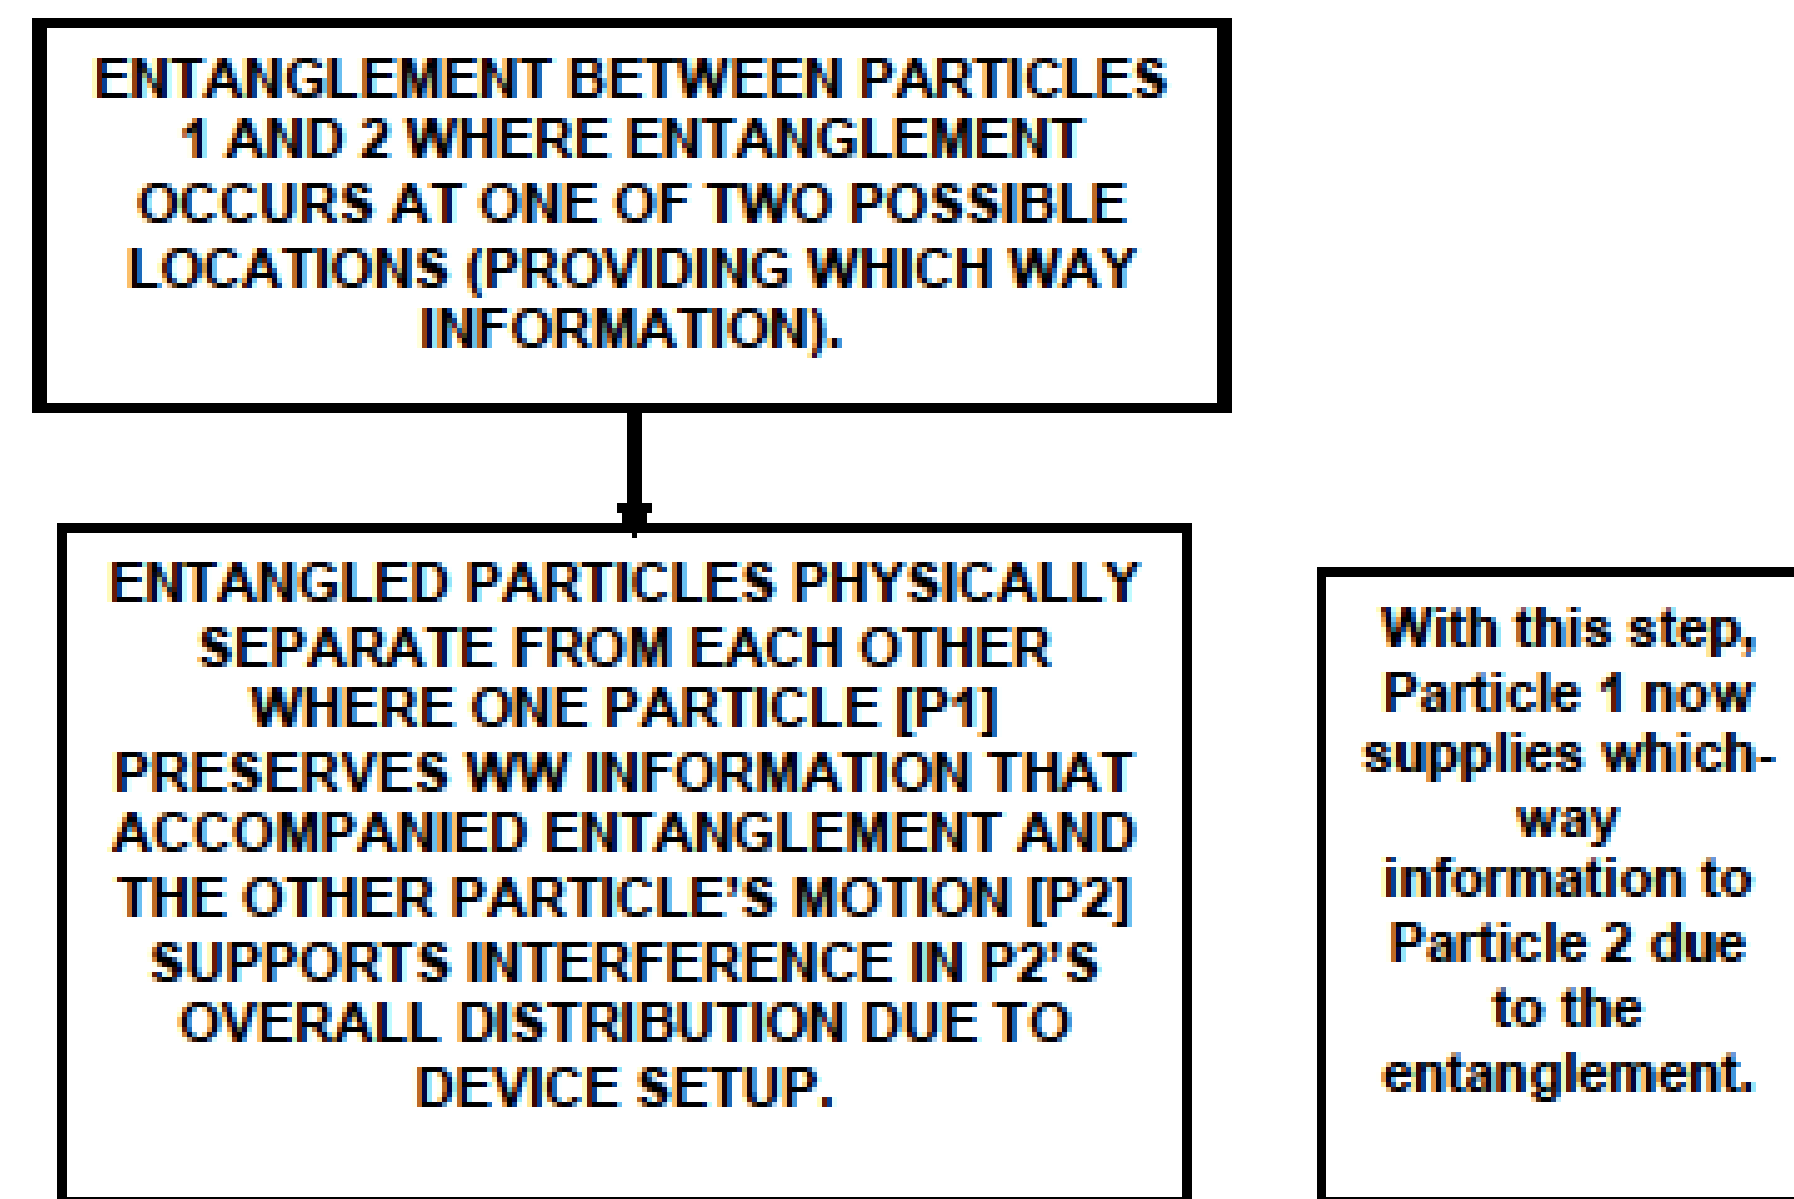 ENTANGLEMENT BETWEEN PARTICLES
1 AND 2 WHERE ENTANGLEMENT
OCCURS AT ONE OF TWO POSSIBLE
LOCATIONS (PROVIDING WHICH WAY
INFORMATION).
ENTANGLED PARTICLES PHYSICALLY
SEPARATE FROM EACH OTHER
WHERE ONE PARTICLE [P1]
PRESERVES WW INFORMATION THAT
ACCOMPANIED ENTANGLEMENT AND
THE OTHER PARTICLE’S MOTION [P2]
SUPPORTS INTERFERENCE IN P2’S
OVERALL DISTRIBUTION DUE TO
DEVICE SETUP.
With this step,
Particle 1 now
supplies which-
way
information to
Particle 2 due
to the
entanglement.